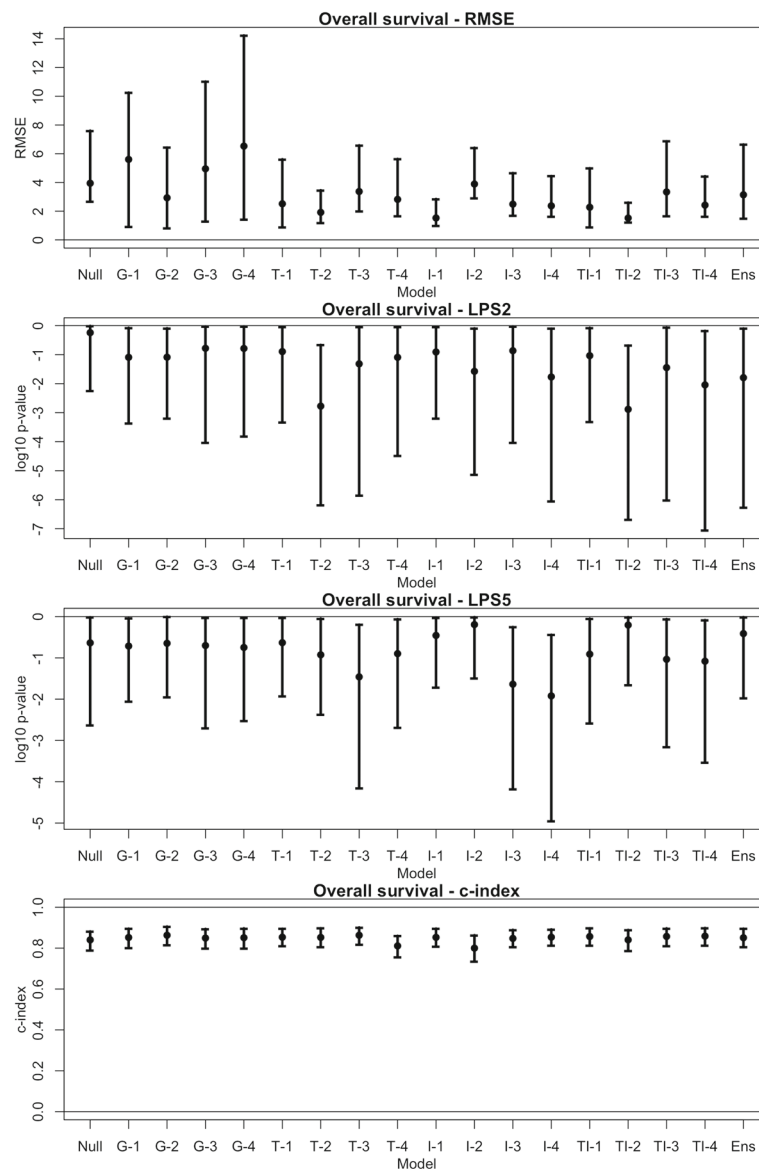 Overall survival - RMSE
RMSE
14
12
10
8
6
4
2
0
Null G-1 G-2 G-3 G-4 T-1 T-2 T-3 T-4 I-1 I-2 I-3 I-4 TI-1 TI-2 TI-3 TI-4 Ens
Model
Overall survival - LPS2
log10 p-value
0
-1
-2
-3
-4
-5
-6
-7
Null G-1 G-2 G-3 G-4 T-1 T-2 T-3 T-4 I-1 I-2 I-3 I-4 TI-1 TI-2 TI-3 TI-4 Ens
Model
Overall survival - LPS5
log10 p-value
0
-1
-2
-3
-4
-5
Null G-1 G-2 G-3 G-4 T-1 T-2 T-3 T-4 I-1 I-2 I-3 I-4 TI-1 TI-2 TI-3 TI-4 Ens
Model
Overall survival - c-index
c-index
1.0
0.8
0.6
0.4
0.2
0.0
Null G-1 G-2 G-3 G-4 T-1 T-2 T-3 T-4 I-1 I-2 I-3 I-4 TI-1 TI-2 TI-3 TI-4 Ens
Model